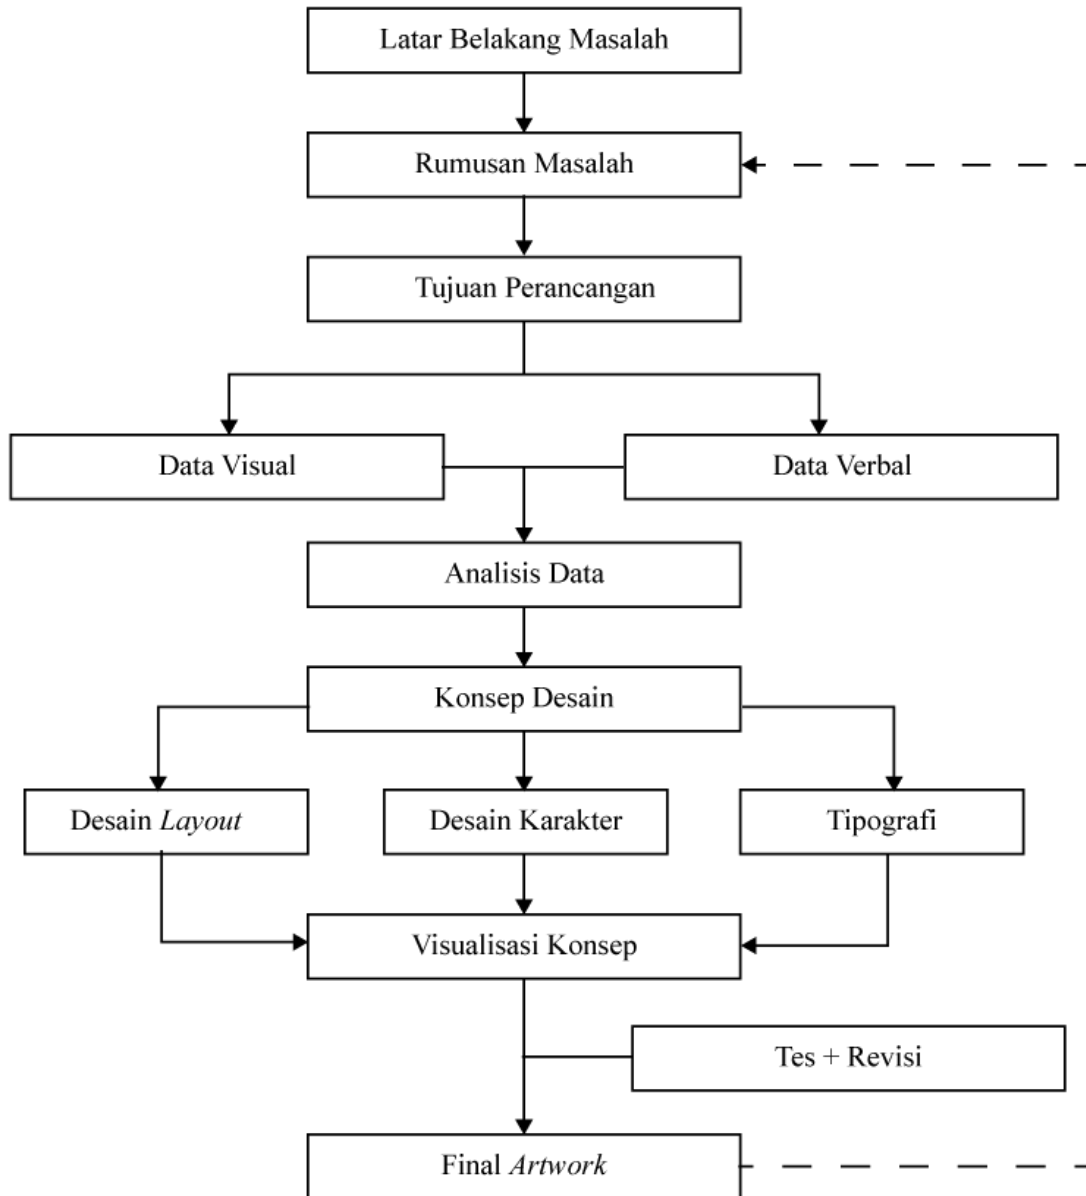 Latar Belakang Masalah
Rumusan Masalah
Tujuan Perancangan
Data Visual
Data Verbal
Analisis Data
Konsep Desain
Desain Layout
Desain Karakter
Tipografi
Visualisasi Konsep
Tes + Revisi
Final Artwork